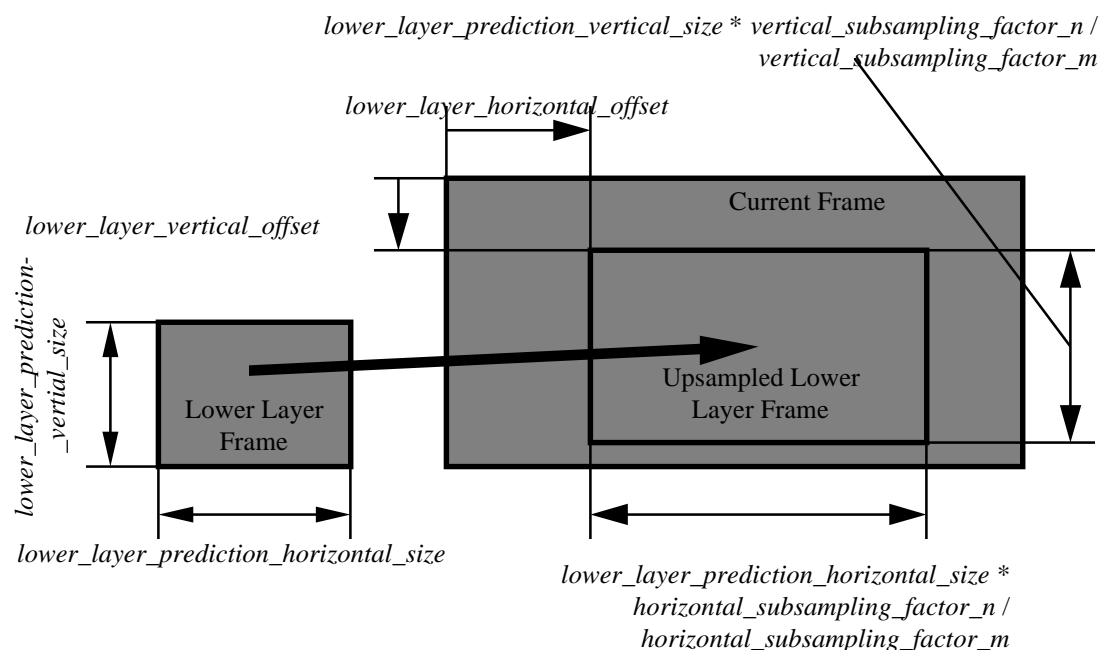 lower_layer_prediction_vertical_size * vertical_subsampling_factor_n /
vertical_subsampling_factor_m
lower_layer_horizontal_offset
Current Frame
lower_layer_vertical_offset
lower_layer_prediction-
_vertial_size
Upsampled Lower
Layer Frame
Lower Layer
Frame
lower_layer_prediction_horizontal_size
lower_layer_prediction_horizontal_size *
horizontal_subsampling_factor_n /
horizontal_subsampling_factor_m